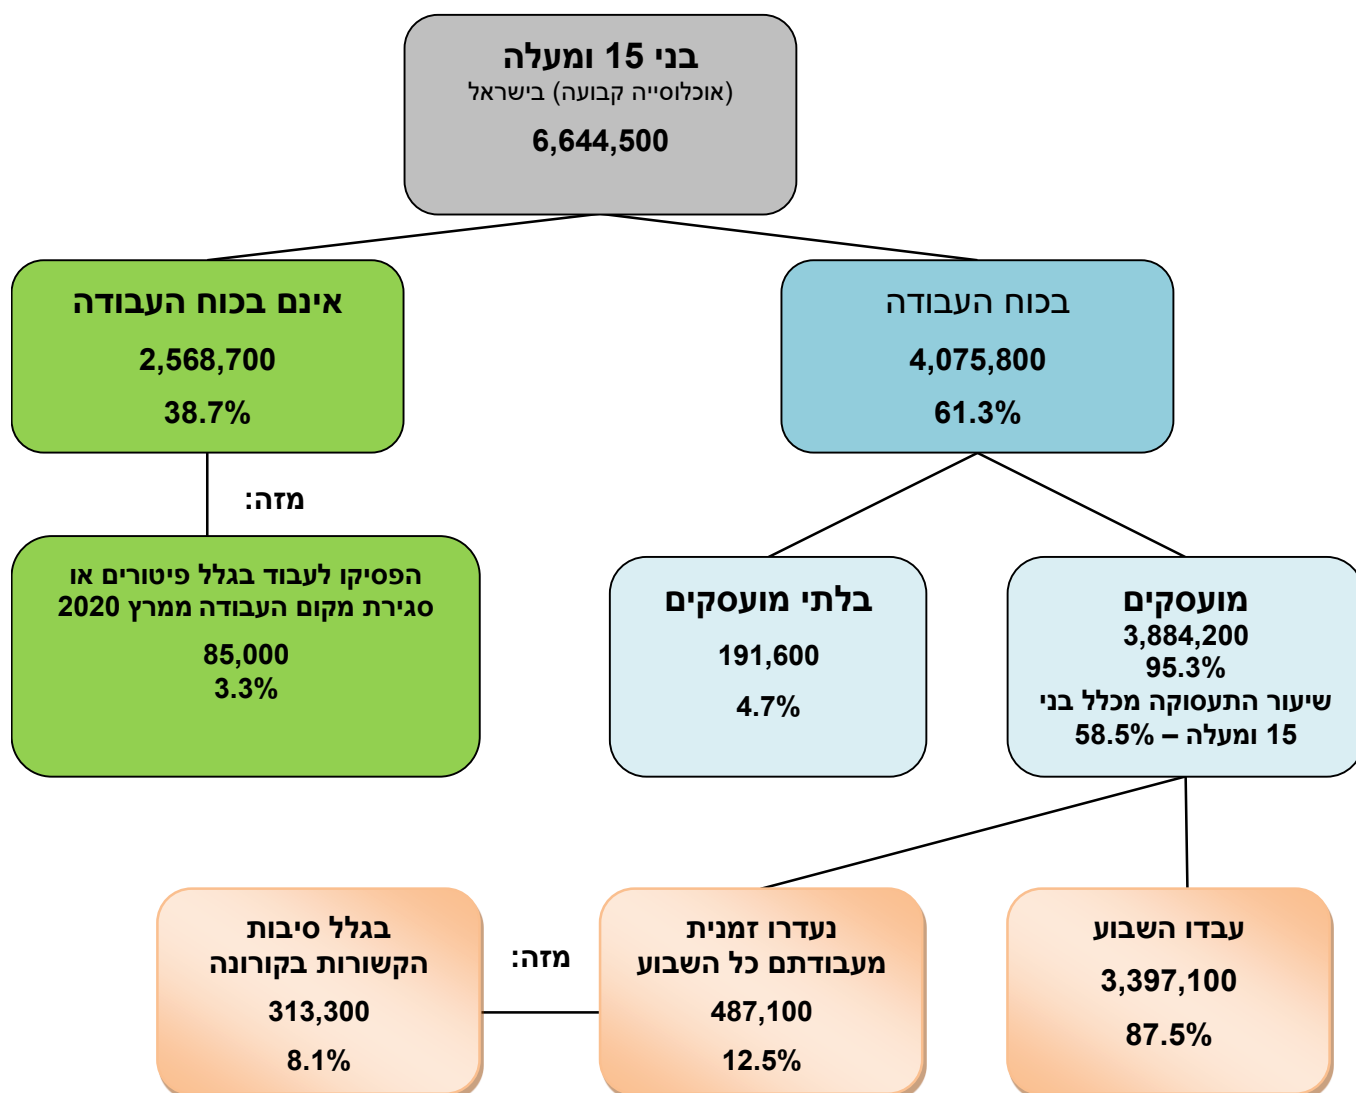 בני 15 ומעלה
(אוכלוסייה קבועה) בישראל
6,644,500
בכוח העבודה
4,075,800
61.3%
אינם בכוח העבודה
2,568,700
38.7%
מזה:
הפסיקו לעבוד בגלל פיטורים או
סגירת מקום העבודה ממרץ 2020
85,000
3.3%
מועסקים
3,884,200
95.3%
שיעור התעסוקה מכלל בני
15 ומעלה – 58.5%
בלתי מועסקים
191,600
4.7%
עבדו השבוע
3,397,100
87.5%
נעדרו זמנית
מעבודתם כל השבוע
487,100
12.5%
מזה:
בגלל סיבות
הקשורות בקורונה
313,300
8.1%